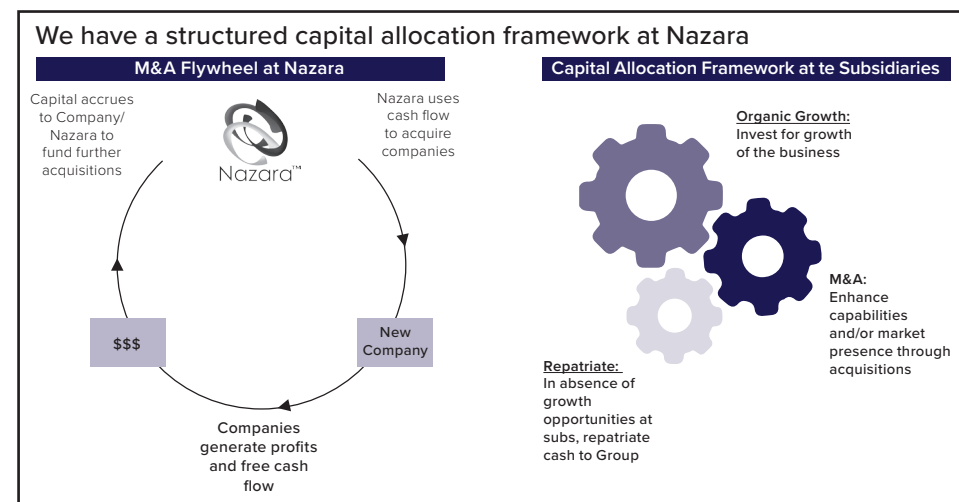 We have a structured capital allocation framework at Nazara
M&A Flywheel at Nazara
Capital accrues
to Company/
Nazara to
fund further
acquisitions
Nazara™
Nazara uses
cash flow
to acquire
companies
$$$
New
Company
Companies
generate profits
and free cash
flow
Capital Allocation Framework at te Subsidiaries
Organic Growth:
Invest for growth
of the business
M&A:
Enhance
capabilities
and/or market
presence through
acquisitions
Repatriate:
In absence of
growth
opportunities at
subs, repatriate
cash to Group